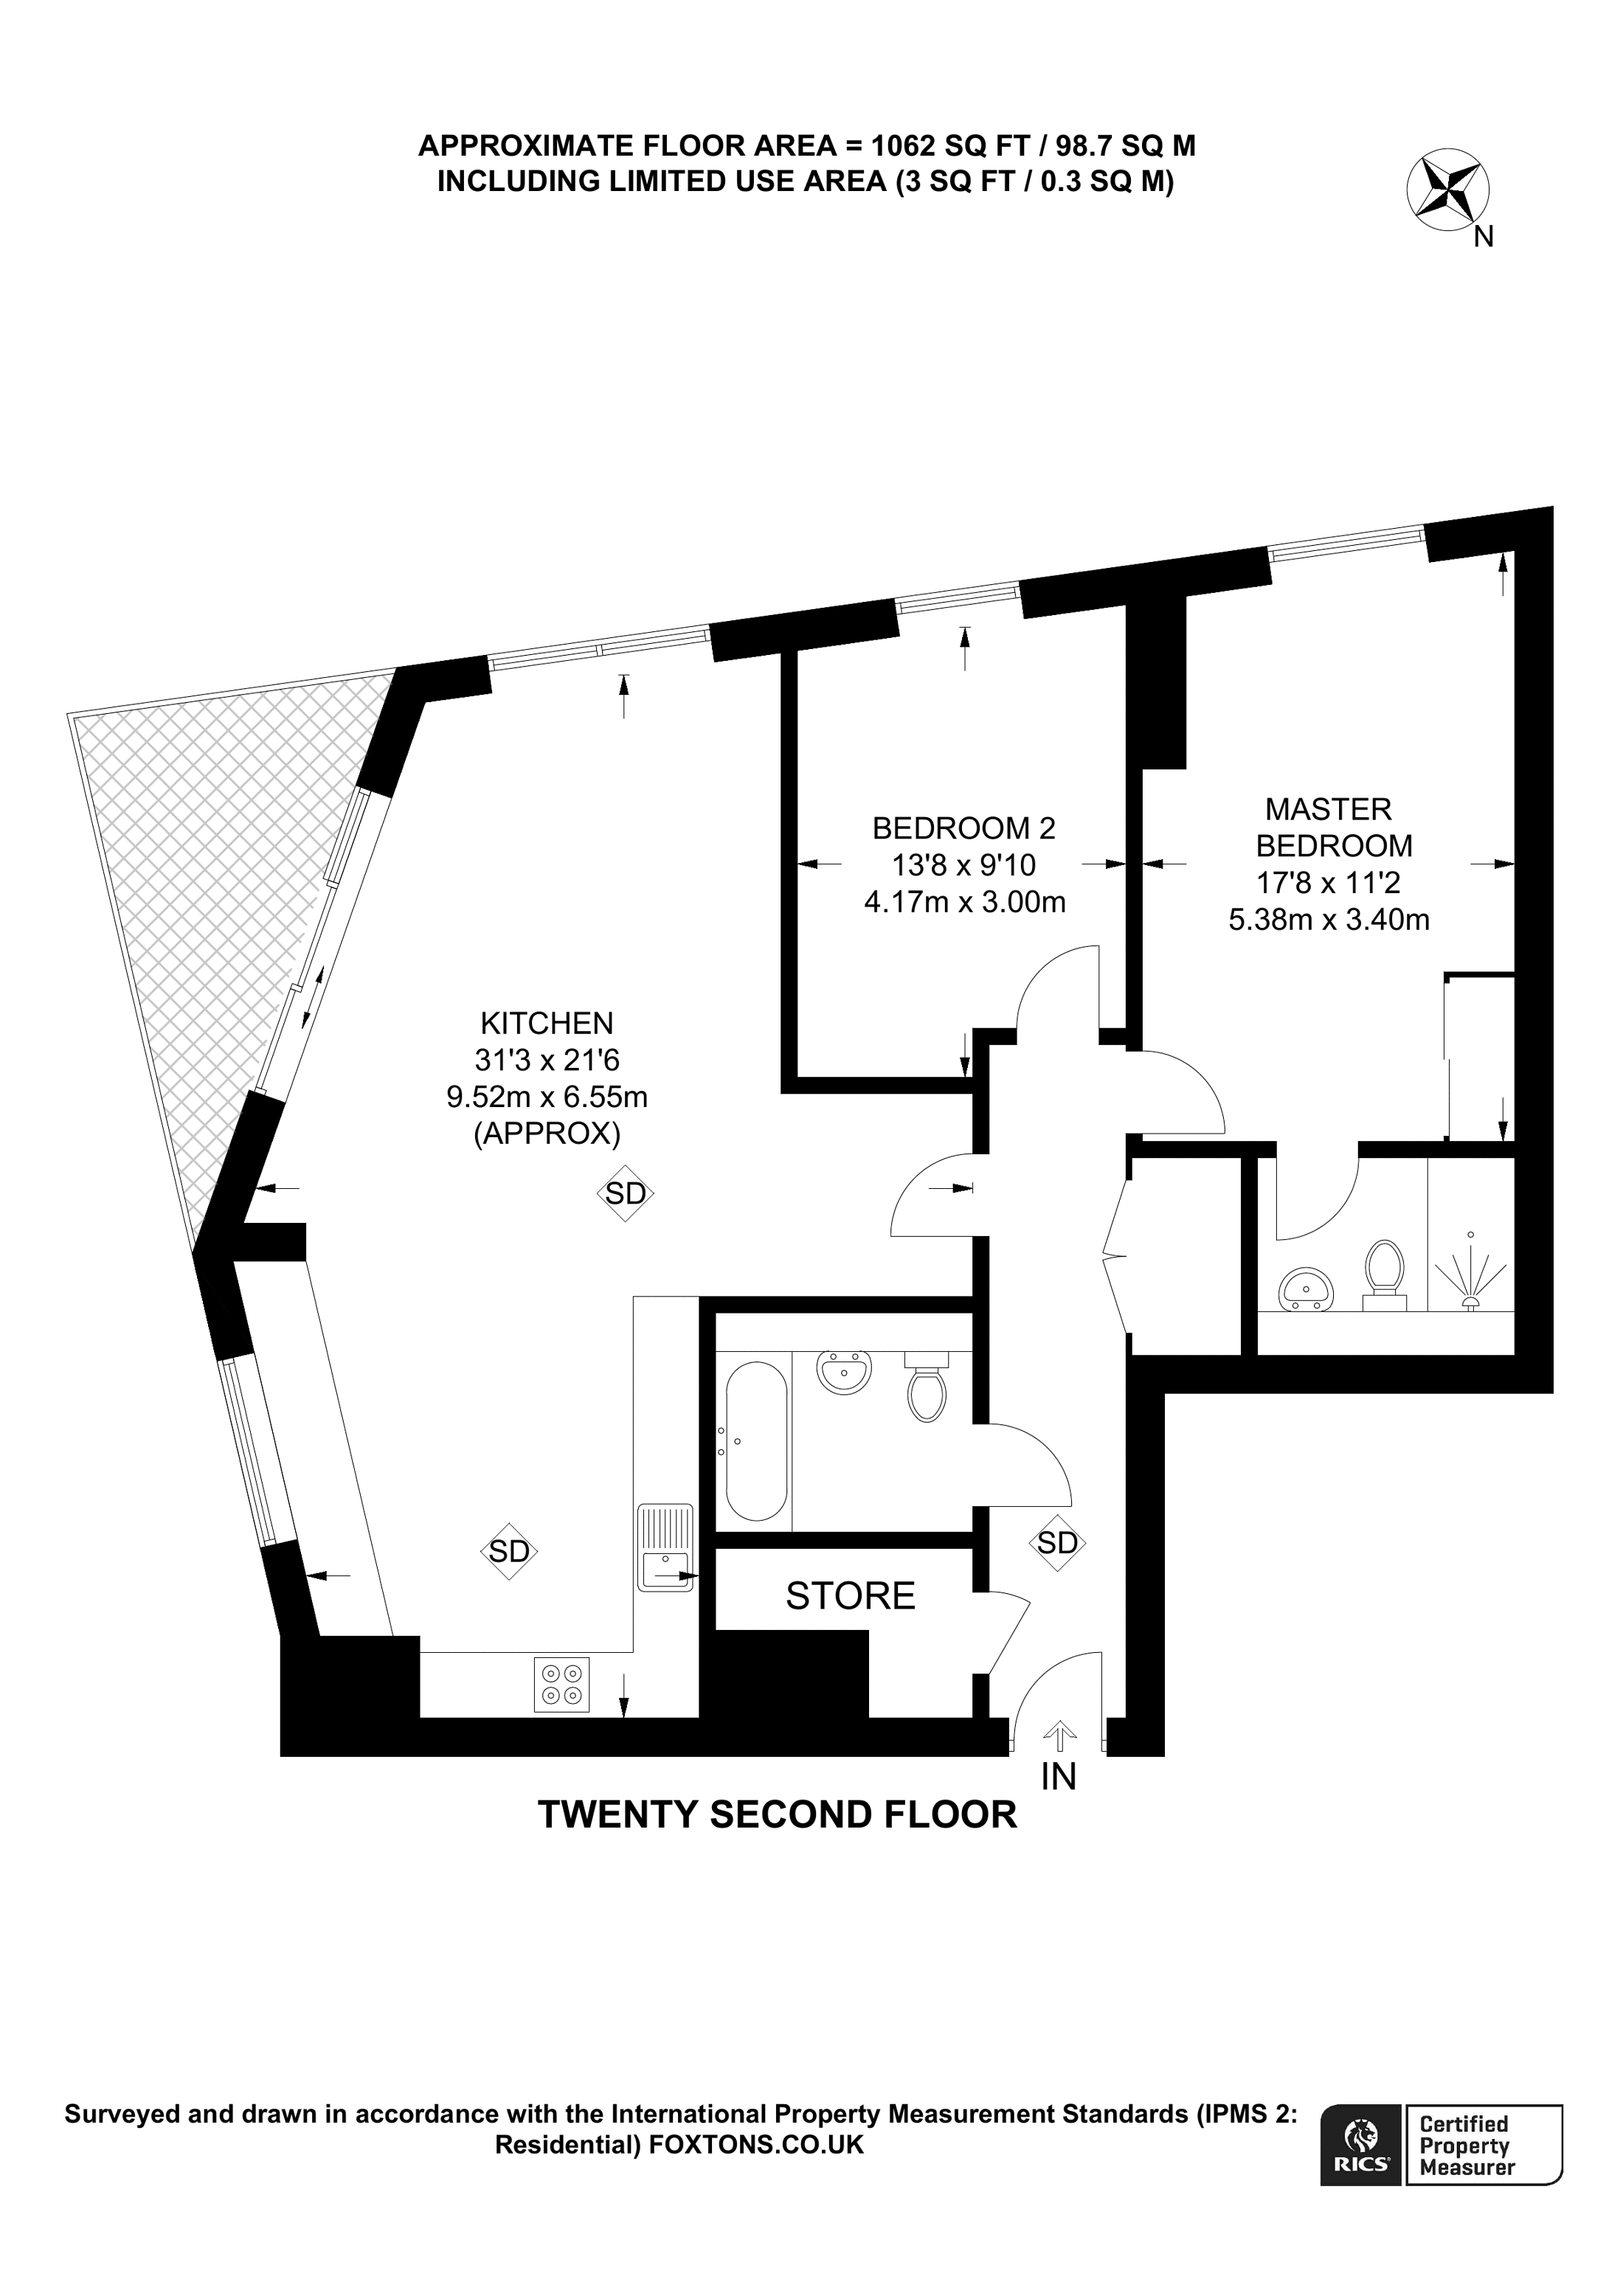 APPROXIMATE FLOOR AREA = 1062 SQ FT / 98.7 SQ M
INCLUDING LIMITED USE AREA (3 SQ FT / 0.3 SQ M)
N
BEDROOM 2
13'8 x 9'10
4.17m x 3.00m
MASTER
BEDROOM
17'8 x 11'2
5.38m x 3.40m
KITCHEN
31'3 x 21'6
9.52m x 6.55m
(APPROX)
SD
SD
SD
STORE
IN
TWENTY SECOND FLOOR
Surveyed and drawn in accordance with the International Property Measurement Standards (IPMS 2:
Residential) FOXTONS.CO.UK
RICS
Certified
Property
Measurer